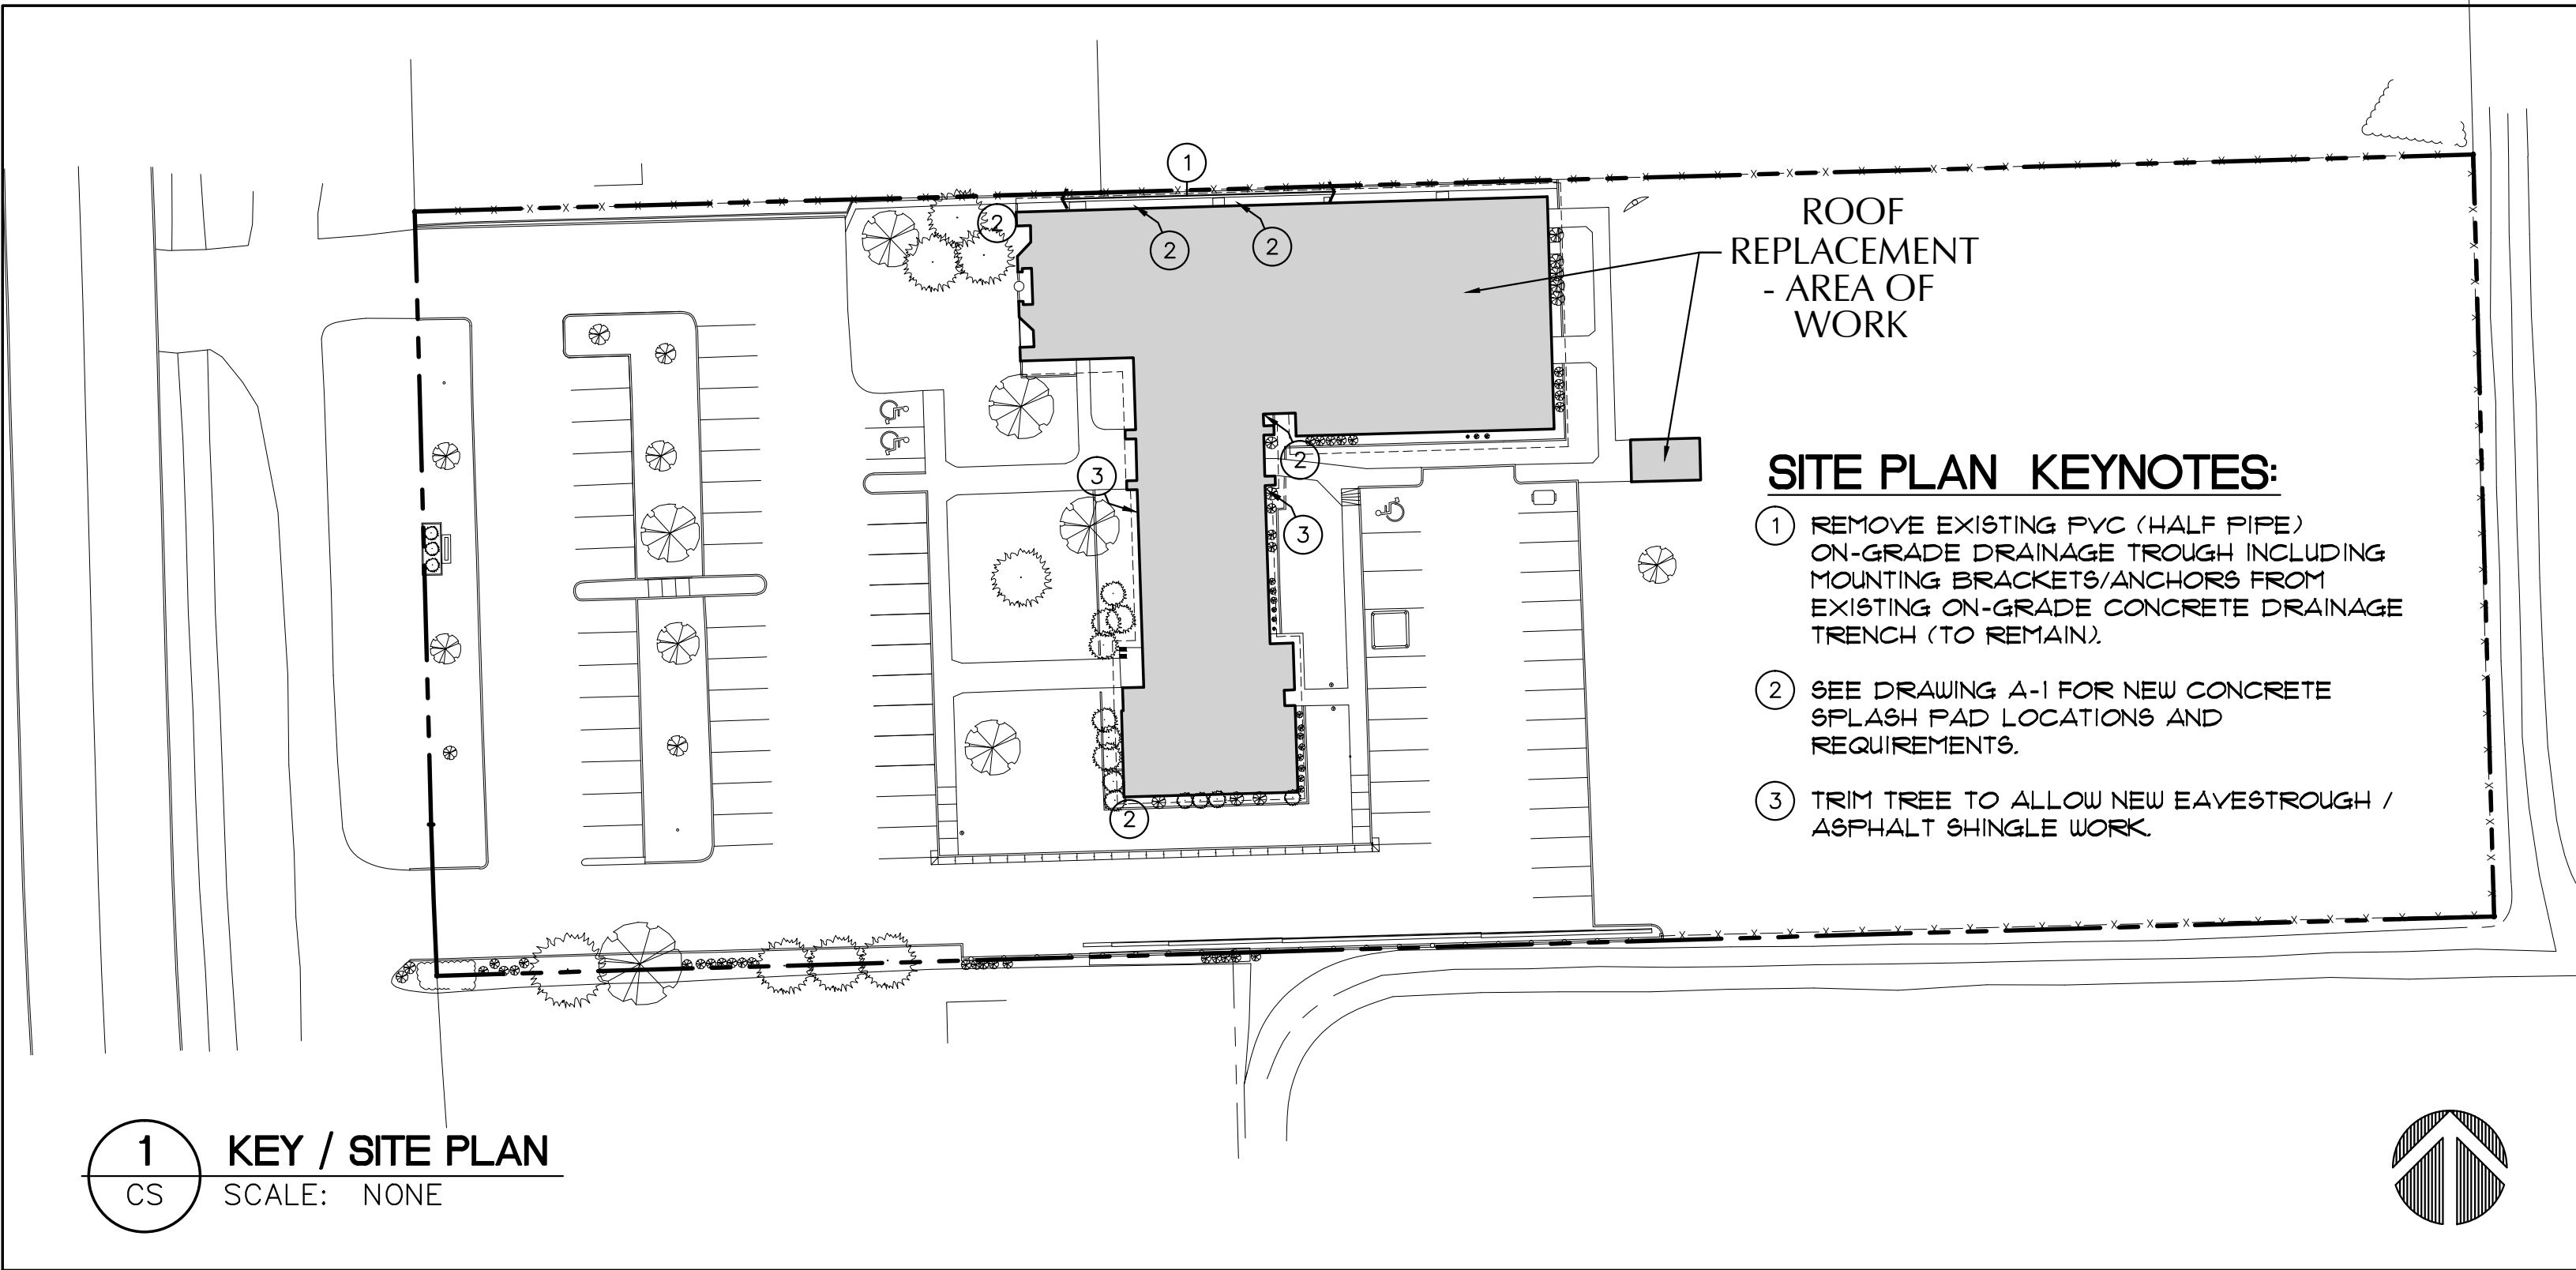 1
2
2
2
ROOF
REPLACEMENT
- AREA OF
WORK
2
3
3
2
SITE PLAN KEYNOTES:
1 REMOVE EXISTING PVC (HALF PIPE)
ON-GRADE DRAINAGE TROUGH INCLUDING
MOUNTING BRACKETS/ANCHORS FROM
EXISTING ON-GRADE CONCRETE DRAINAGE
TRENCH (TO REMAIN).
2 SEE DRAWING A-1 FOR NEW CONCRETE
SPLASH PAD LOCATIONS AND
REQUIREMENTS.
3 TRIM TREE TO ALLOW NEW EAVESTROUGH /
ASPHALT SHINGLE WORK.
1 KEY / SITE PLAN
CS SCALE: NONE